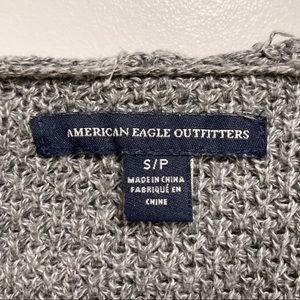 AMERICAN EAGLE OUTFITTERS
S/P
MADE IN CHINA
FABRIQUÉ EN
CHINE